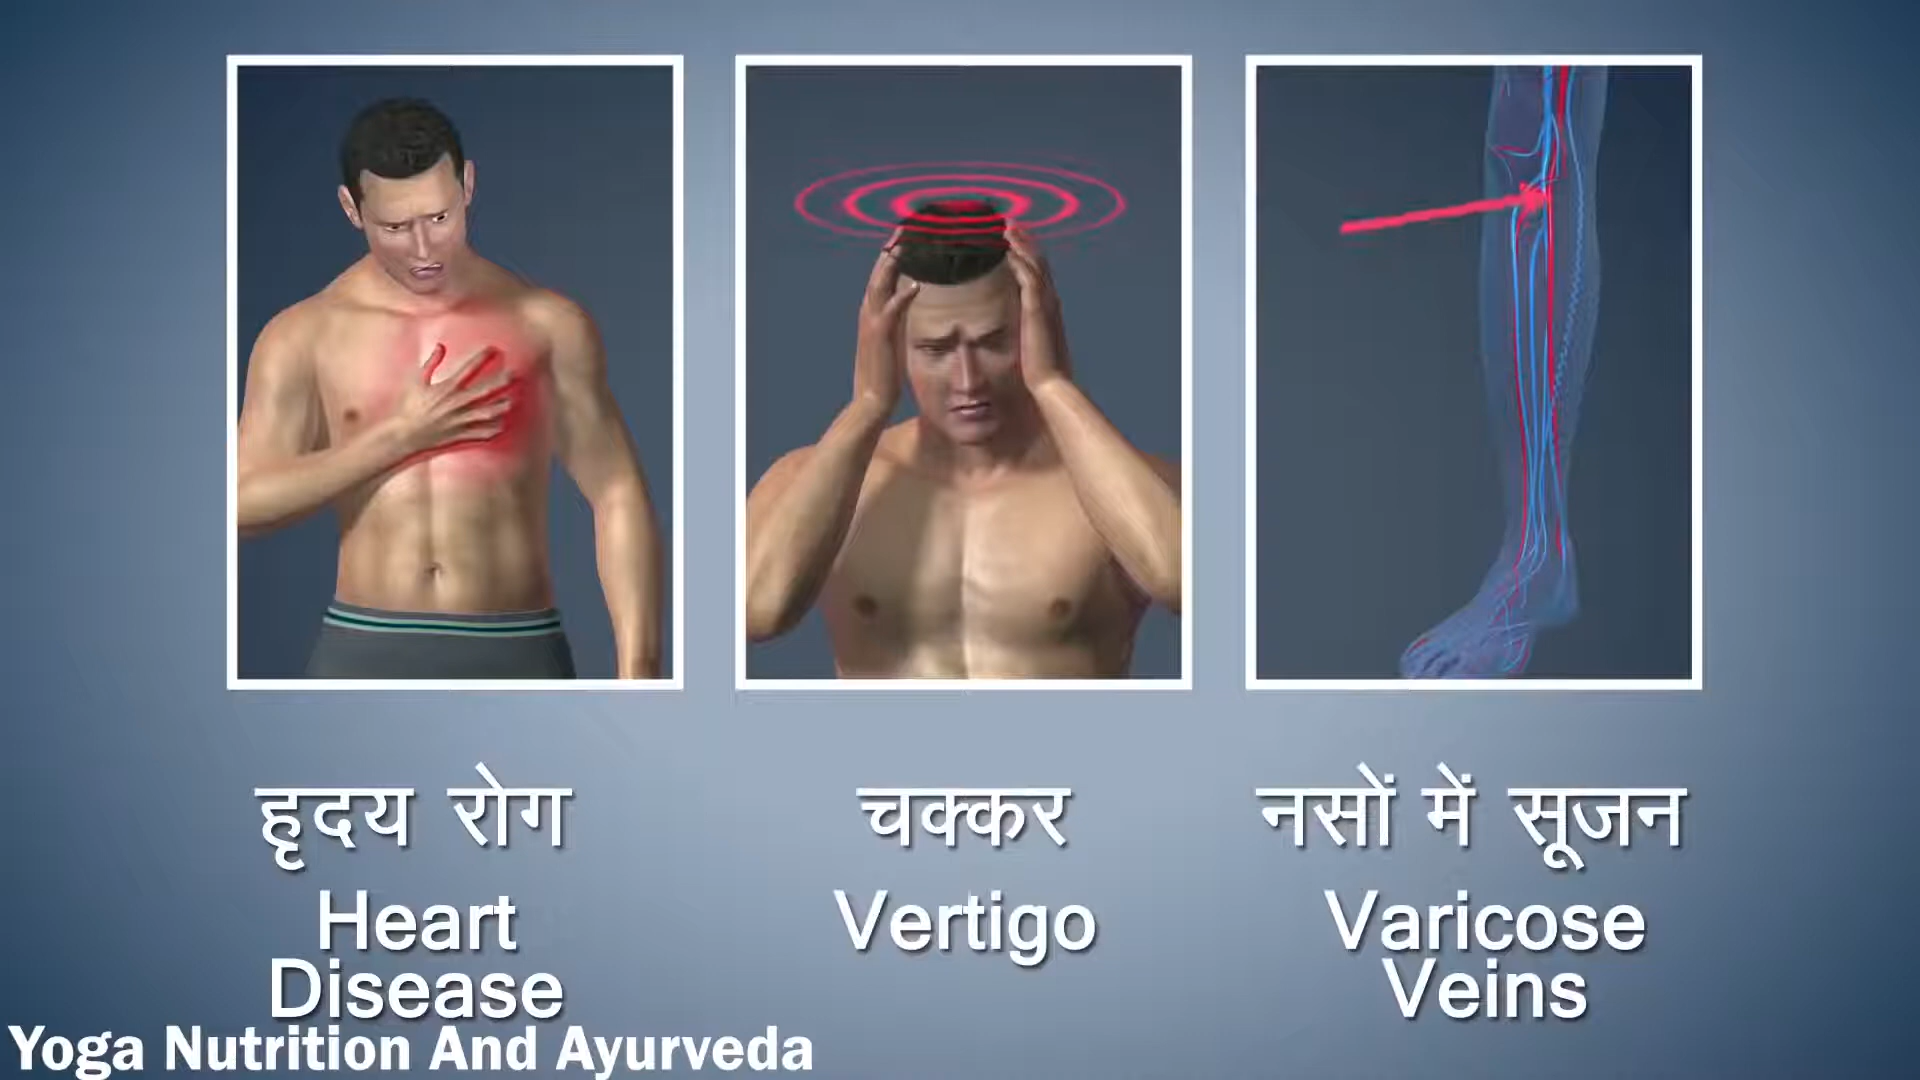 हृदय रोग
Heart
Disease
चक्कर
Vertigo
नसों में सूजन
Varicose
Veins
Yoga Nutrition And Ayurveda